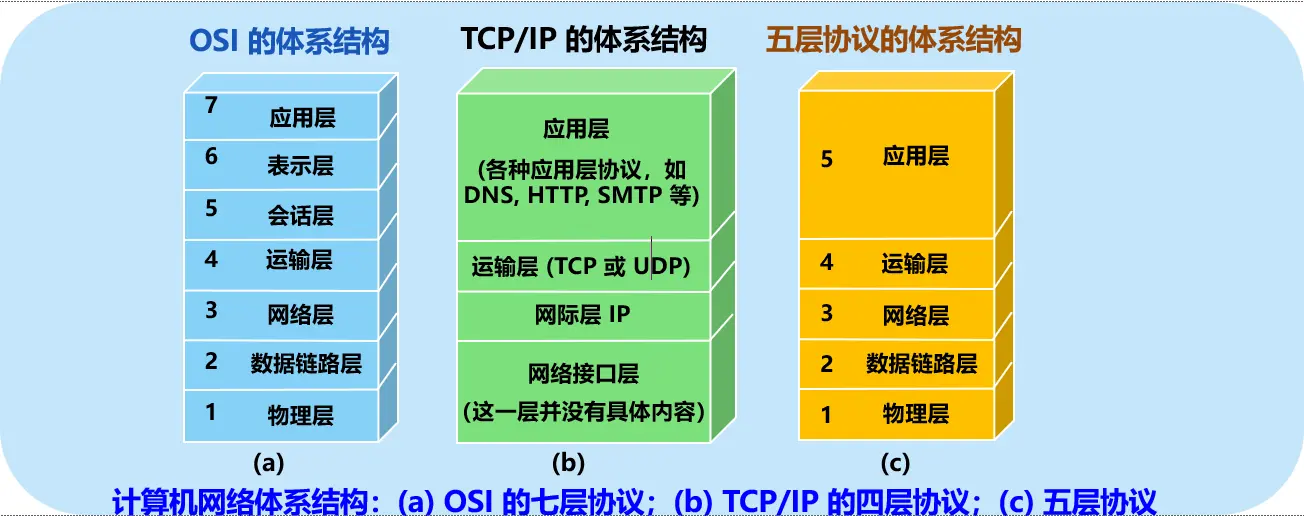 OSI 的体系结构
7 应用层
6 表示层
5 会话层
4 运输层
3 网络层
2 数据链路层
1 物理层
(a)
TCP/IP 的体系结构
应用层
(各种应用层协议，如
DNS, HTTP, SMTP 等)
运输层 (TCP 或 UDP)
网际层 IP
网络接口层
(这一层并没有具体内容)
(b)
五层协议的体系结构
5 应用层
4 运输层
3 网络层
2 数据链路层
1 物理层
(c)
计算机网络体系结构：(a) OSI 的七层协议；(b) TCP/IP 的四层协议；(c) 五层协议